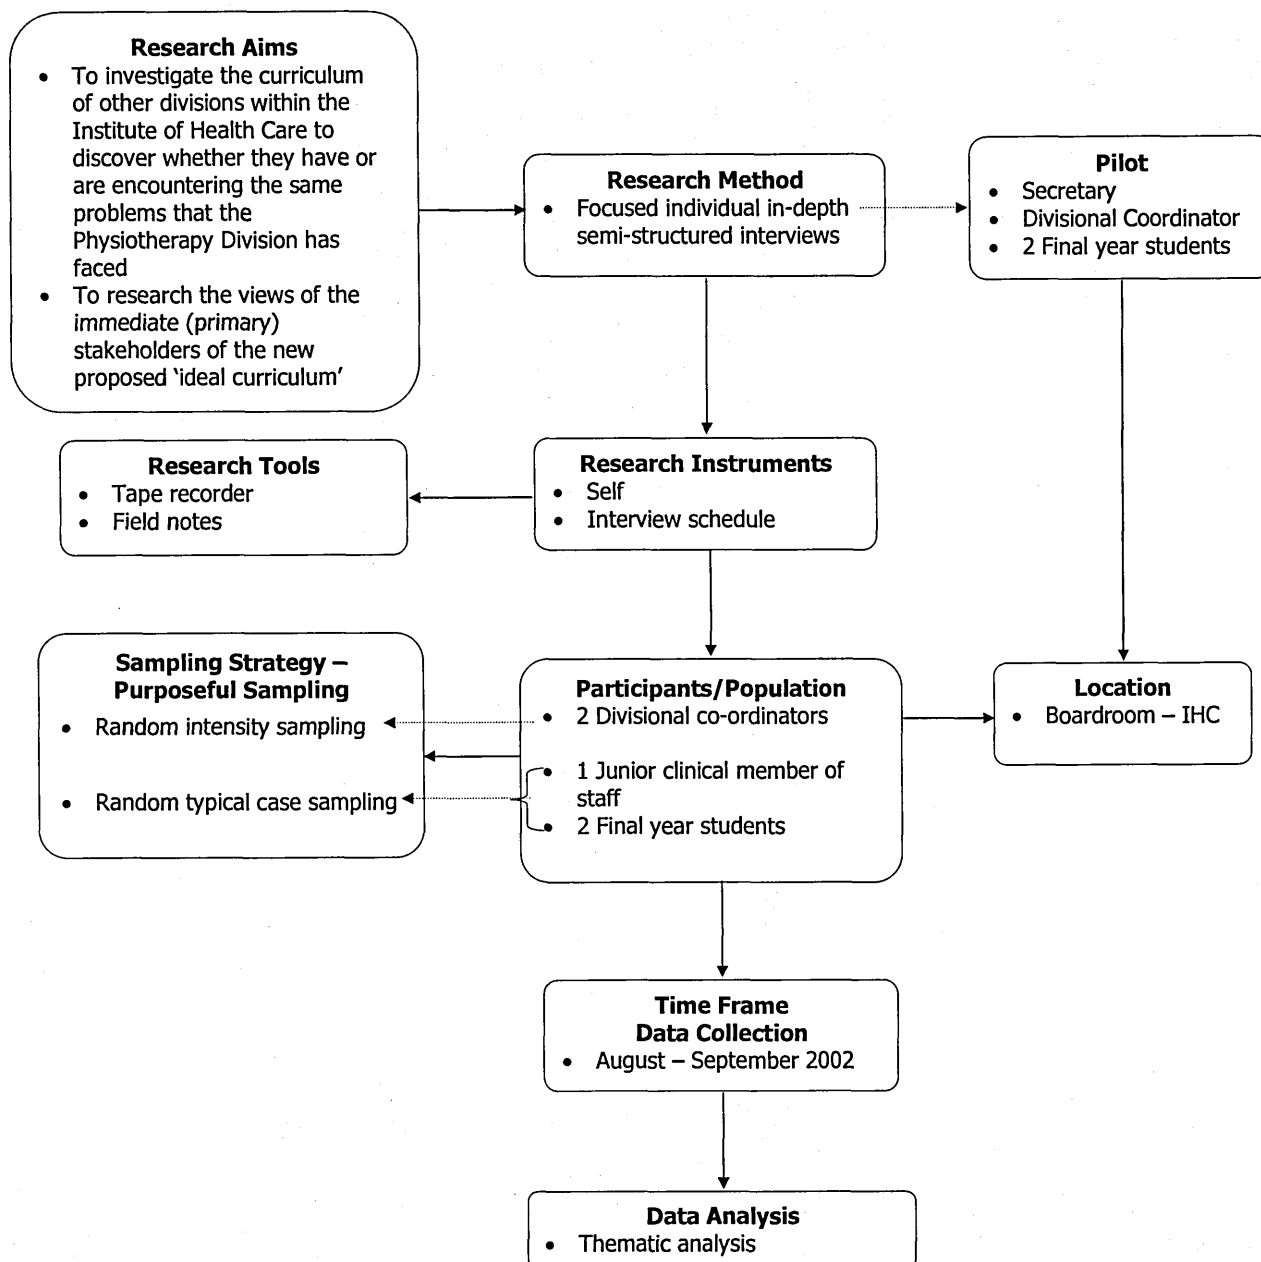 Research Aims
• To investigate the curriculum
of other divisions within the
Institute of Health Care to
discover whether they have or
are encountering the same
problems that the
Physiotherapy Division has
faced
• To research the views of the
immediate (primary)
stakeholders of the new
proposed ‘ideal curriculum’
Research Method
• Focused individual in-depth
semi-structured interviews
Pilot
• Secretary
• Divisional Coordinator
• 2 Final year students
Research Tools
• Tape recorder
• Field notes
Research Instruments
• Self
• Interview schedule
Sampling Strategy –
Purposeful Sampling
• Random intensity sampling
• Random typical case sampling
Participants/Population
• 2 Divisional co-ordinators
• 1 Junior clinical member of
staff
• 2 Final year students
Location
• Boardroom – IHC
Time Frame
Data Collection
• August – September 2002
Data Analysis
• Thematic analysis